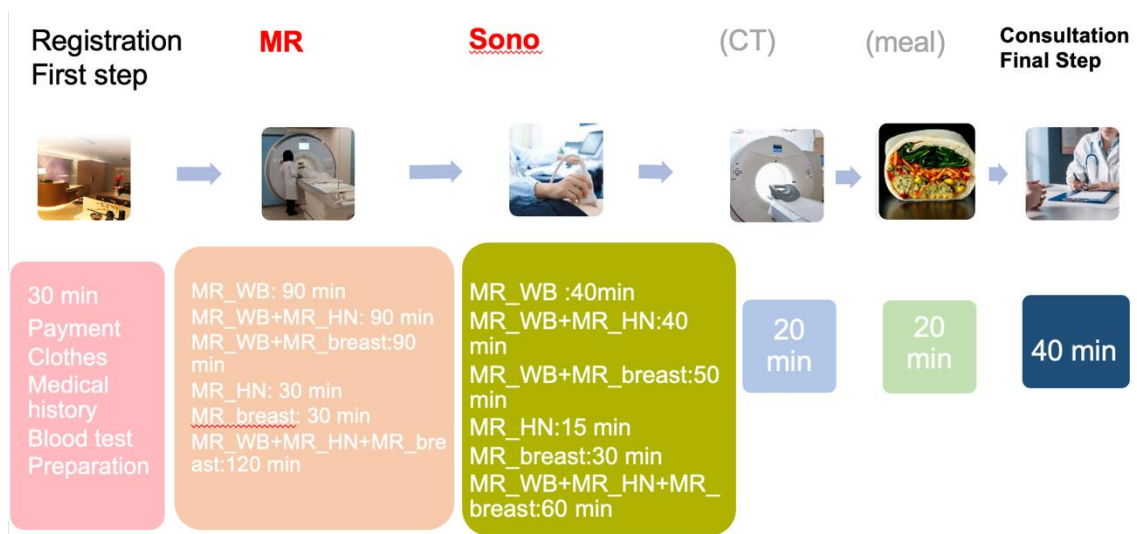 Registration
First step
MR
Sono
(CT)
(meal)
Consultation
Final Step
30 min
Payment
Clothes
Medical
history
Blood test
Preparation
MR_WB: 90 min
MR_WB+MR_HN: 90 min
MR_WB+MR_breast:90
min
MR_HN: 30 min
MR_breast: 30 min
MR_WB+MR_HN+MR_bre
ast:120 min
MR_WB :40min
MR_WB+MR_HN:40
min
MR_WB+MR_breast:50
min
MR_HN:15 min
MR_breast:30 min
MR_WB+MR_HN+MR_
breast:60 min
20
min
20
min
40 min